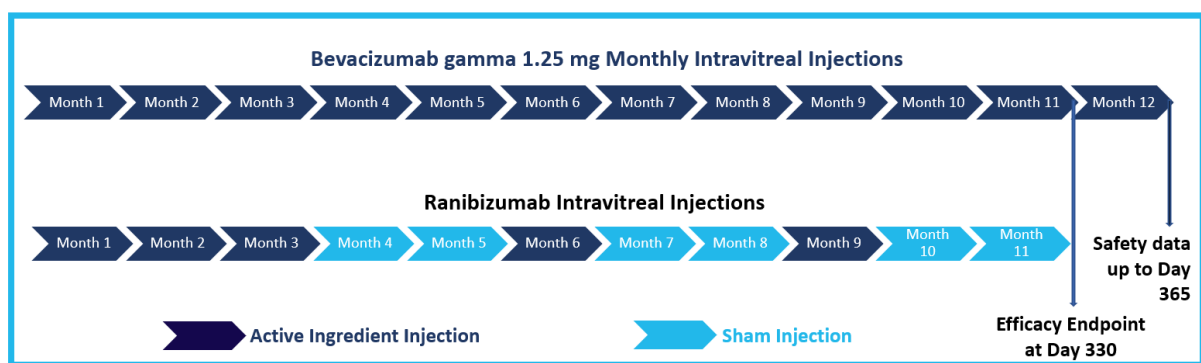 Bevacizumab gamma 1.25 mg Monthly Intravitreal Injections
Month 1 Month 2 Month 3 Month 4 Month 5 Month 6 Month 7 Month 8 Month 9 Month 10 Month 11 Month 12
Ranibizumab Intravitreal Injections
Month 1 Month 2 Month 3 Month 4 Month 5 Month 6 Month 7 Month 8 Month 9 Month 10 Month 11
Safety data
up to Day
365
Active Ingredient Injection
Sham Injection
Efficacy Endpoint
at Day 330